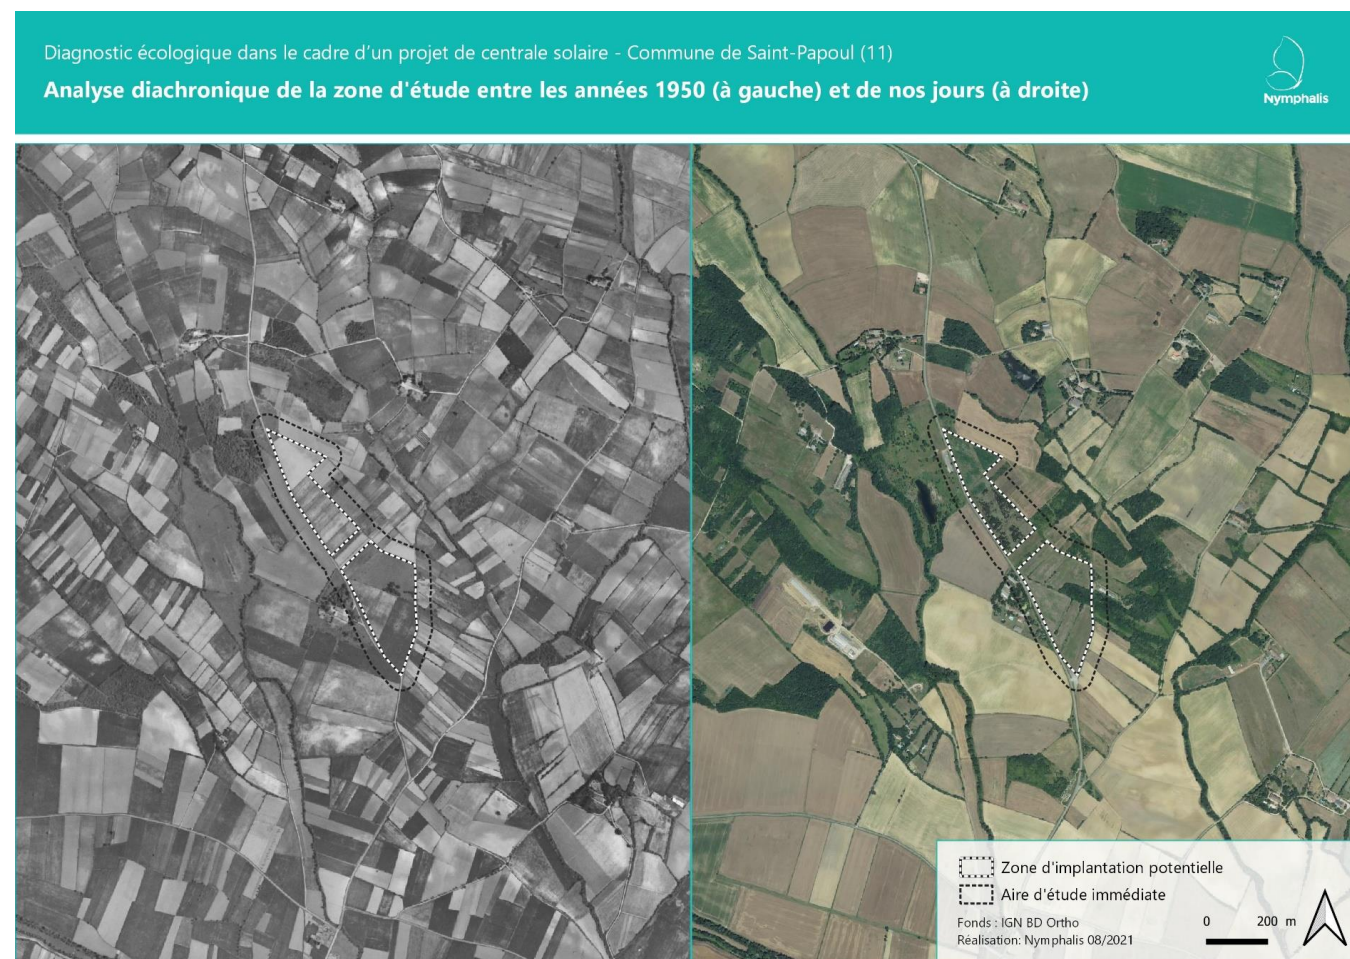 Diagnostic écologique dans le cadre d'un projet de centrale solaire - Commune de Saint-Papoul (11)
Analyse diachronique de la zone d'étude entre les années 1950 (à gauche) et de nos jours (à droite)
Nymphalis
Zone d'implantation potentielle
Aire d'étude immédiate
Fonds : IGN BD Ortho
Réalisation: Nymphalis 08/2021
0 200 m